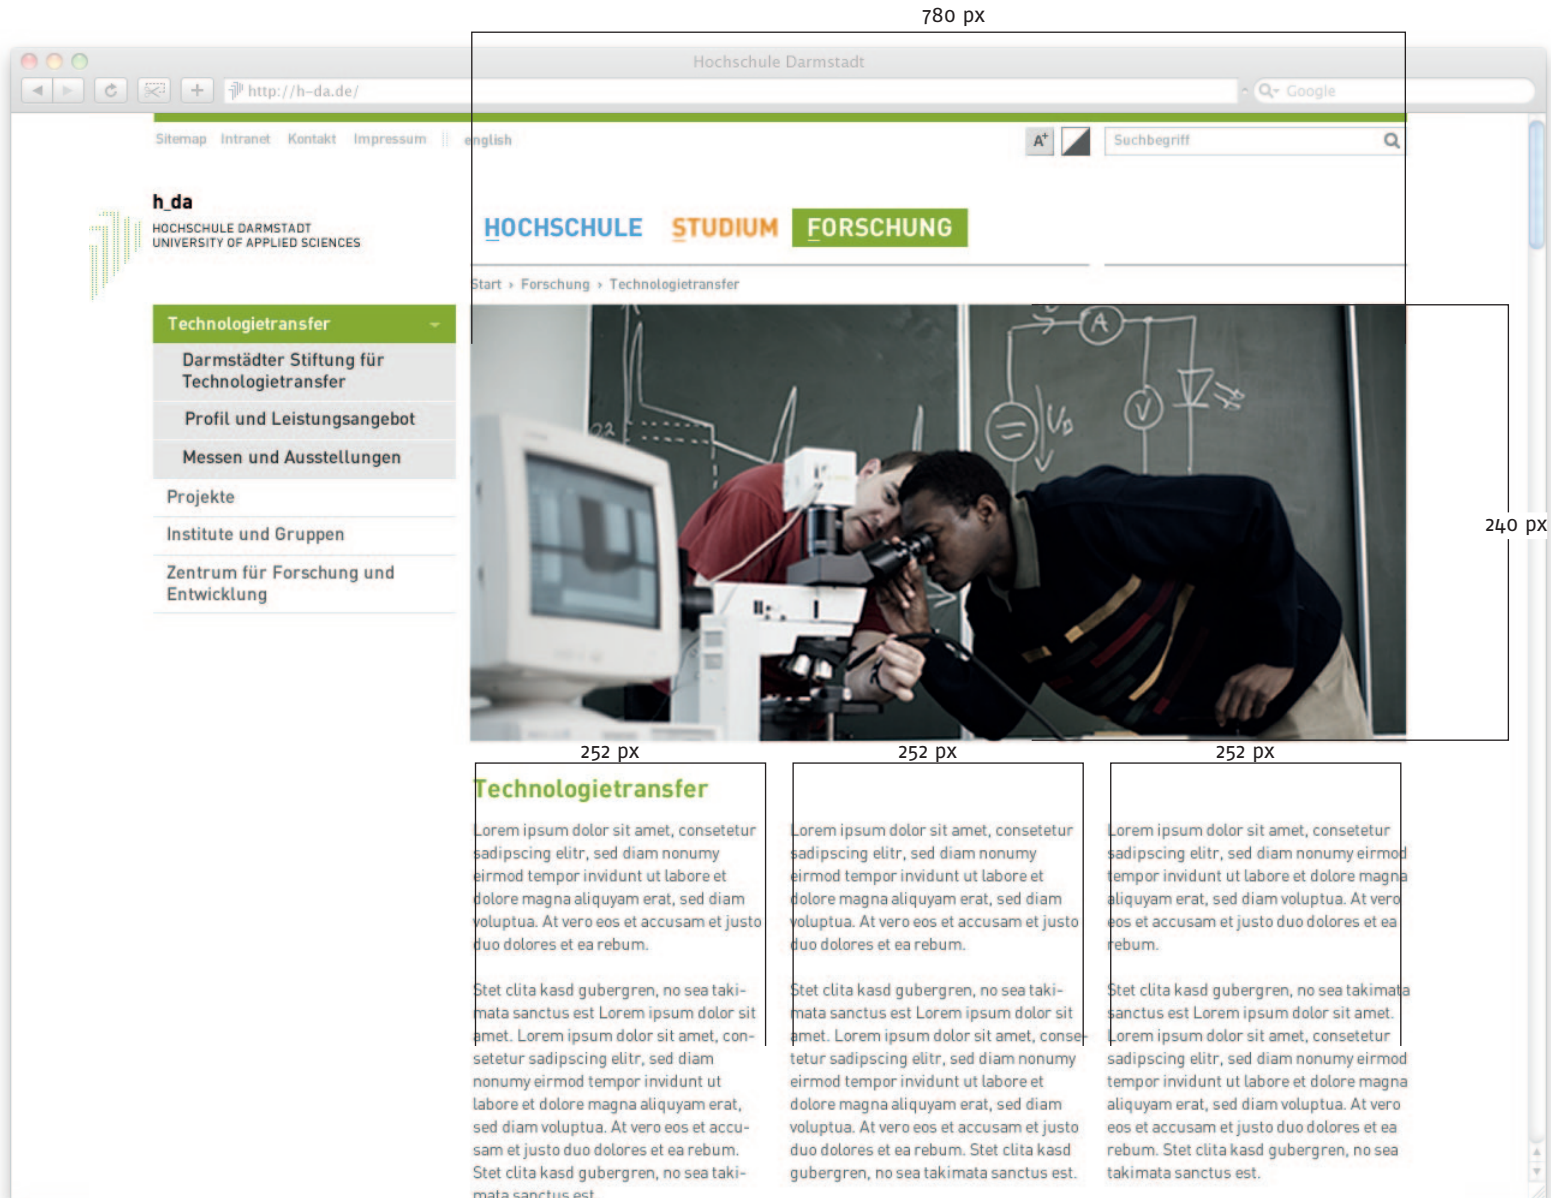 780 px
Hochschule Darmstadt
http://h-da.de/
Google
Sitemap Intranet Kontakt Impressum english
A+
Suchbegriff
h_da
HOCHSCHULE DARMSTADT
UNIVERSITY OF APPLIED SCIENCES
HOCHSCHULE STUDIUM FORSCHUNG
Start › Forschung › Technologietransfer
Technologietransfer
Darmstädter Stiftung für
Technologietransfer
Profil und Leistungsangebot
Messen und Ausstellungen
Projekte
Institute und Gruppen
Zentrum für Forschung und
Entwicklung
A
V
240 px
252 px
252 px
252 px
Technologietransfer
Lorem ipsum dolor sit amet, consetetur
sadipscing elitr, sed diam nonumy
eirmod tempor invidunt ut labore et
dolore magna aliquyam erat, sed diam
voluptua. At vero eos et accusam et justo
duo dolores et ea rebum.
Stet clita kasd gubergren, no sea taki-
mata sanctus est Lorem ipsum dolor sit
amet. Lorem ipsum dolor sit amet, con-
setetur sadipscing elitr, sed diam
nonumy eirmod tempor invidunt ut
labore et dolore magna aliquyam erat,
sed diam voluptua. At vero eos et accu-
sam et justo duo dolores et ea rebum.
Stet clita kasd gubergren, no sea taki-
mata sanctus est.
Lorem ipsum dolor sit amet, consetetur
sadipscing elitr, sed diam nonumy
eirmod tempor invidunt ut labore et
dolore magna aliquyam erat, sed diam
voluptua. At vero eos et accusam et justo
duo dolores et ea rebum.
Stet clita kasd gubergren, no sea taki-
mata sanctus est Lorem ipsum dolor sit
amet. Lorem ipsum dolor sit amet, conse-
tetur sadipscing elitr, sed diam nonumy
eirmod tempor invidunt ut labore et
dolore magna aliquyam erat, sed diam
voluptua. At vero eos et accusam et justo
duo dolores et ea rebum. Stet clita kasd
gubergren, no sea takimata sanctus est.
Lorem ipsum dolor sit amet, consetetur
sadipscing elitr, sed diam nonumy eirmod
tempor invidunt ut labore et dolore magna
aliquyam erat, sed diam voluptua. At vero
eos et accusam et justo duo dolores et ea
rebum.
Stet clita kasd gubergren, no sea takimata
sanctus est Lorem ipsum dolor sit amet.
Lorem ipsum dolor sit amet, consetetur
sadipscing elitr, sed diam nonumy eirmod
tempor invidunt ut labore et dolore magna
aliquyam erat, sed diam voluptua. At vero
eos et accusam et justo duo dolores et ea
rebum. Stet clita kasd gubergren, no sea
takimata sanctus est.